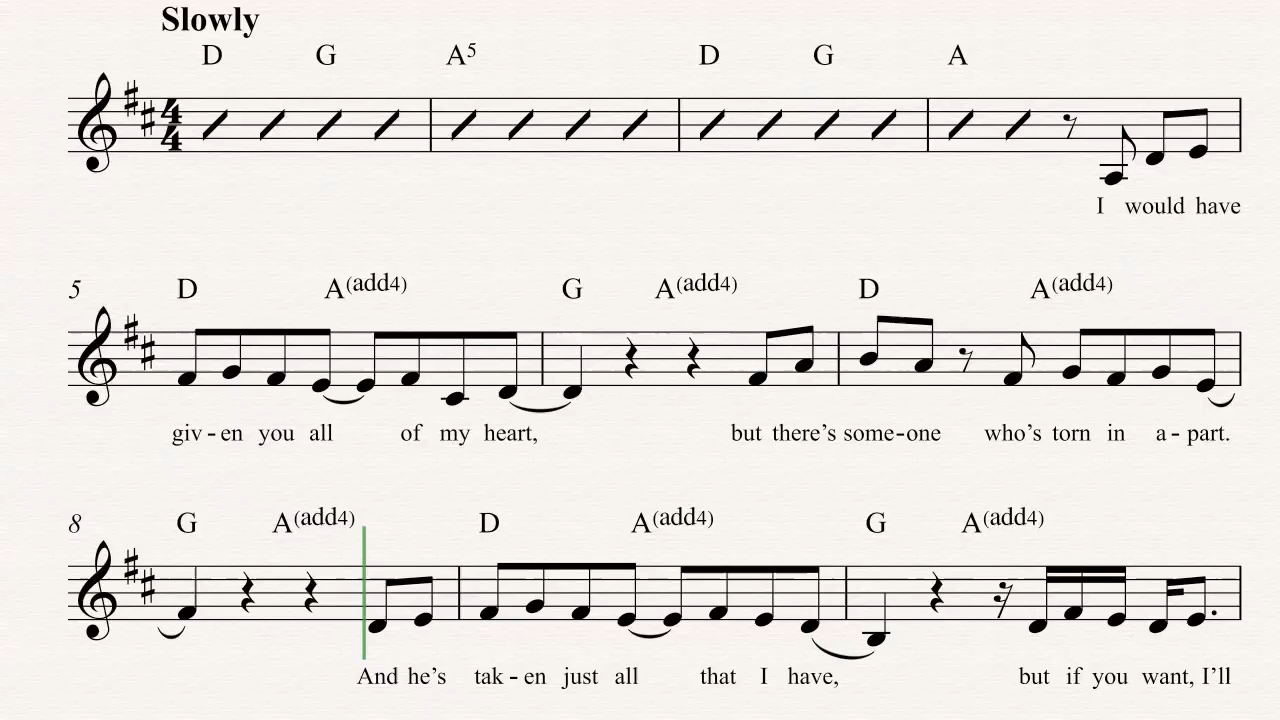 Slowly
D G A5 D G A
4
4
I would have
5 D A(add4) G A(add4) D A(add4)
giv - en you all of my heart, but there's some - one who's torn in a - part.
8 G A(add4) D A(add4) G A(add4)
And he's tak - en just all that I have, but if you want, I'll